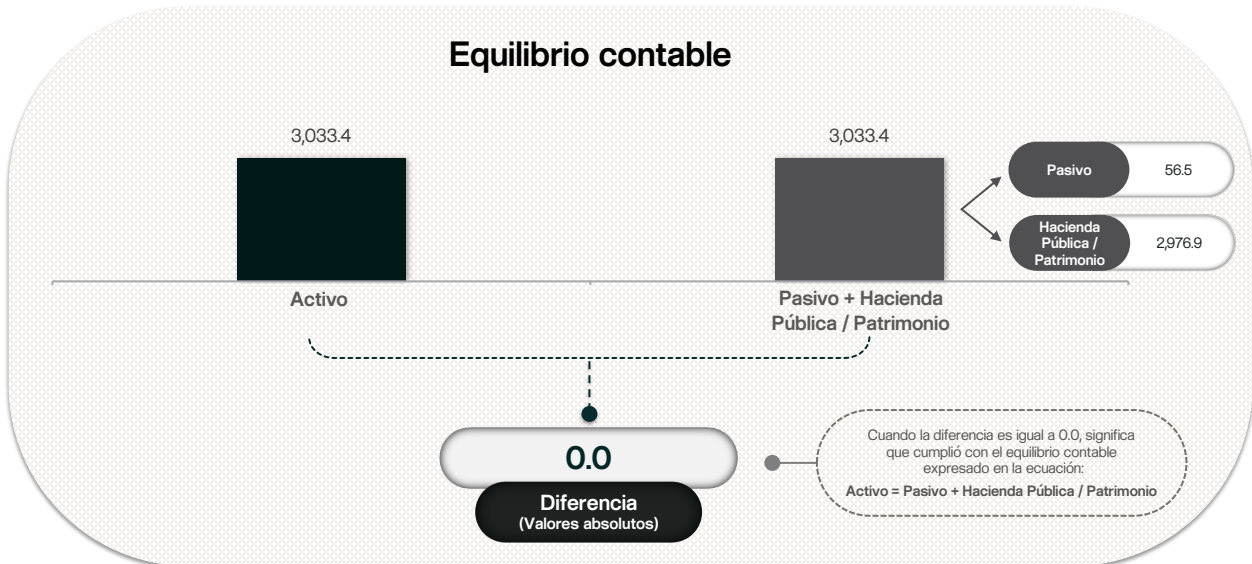 Equilibrio contable
3,033.4
3,033.4
Pasivo
56.5
Hacienda
Pública /
Patrimonio
2,976.9
Activo
Pasivo + Hacienda
Pública / Patrimonio
0.0
Diferencia
(Valores absolutos)
Cuando la diferencia es igual a 0.0, significa
que cumplió con el equilibrio contable
expresado en la ecuación:
Activo = Pasivo + Hacienda Pública / Patrimonio